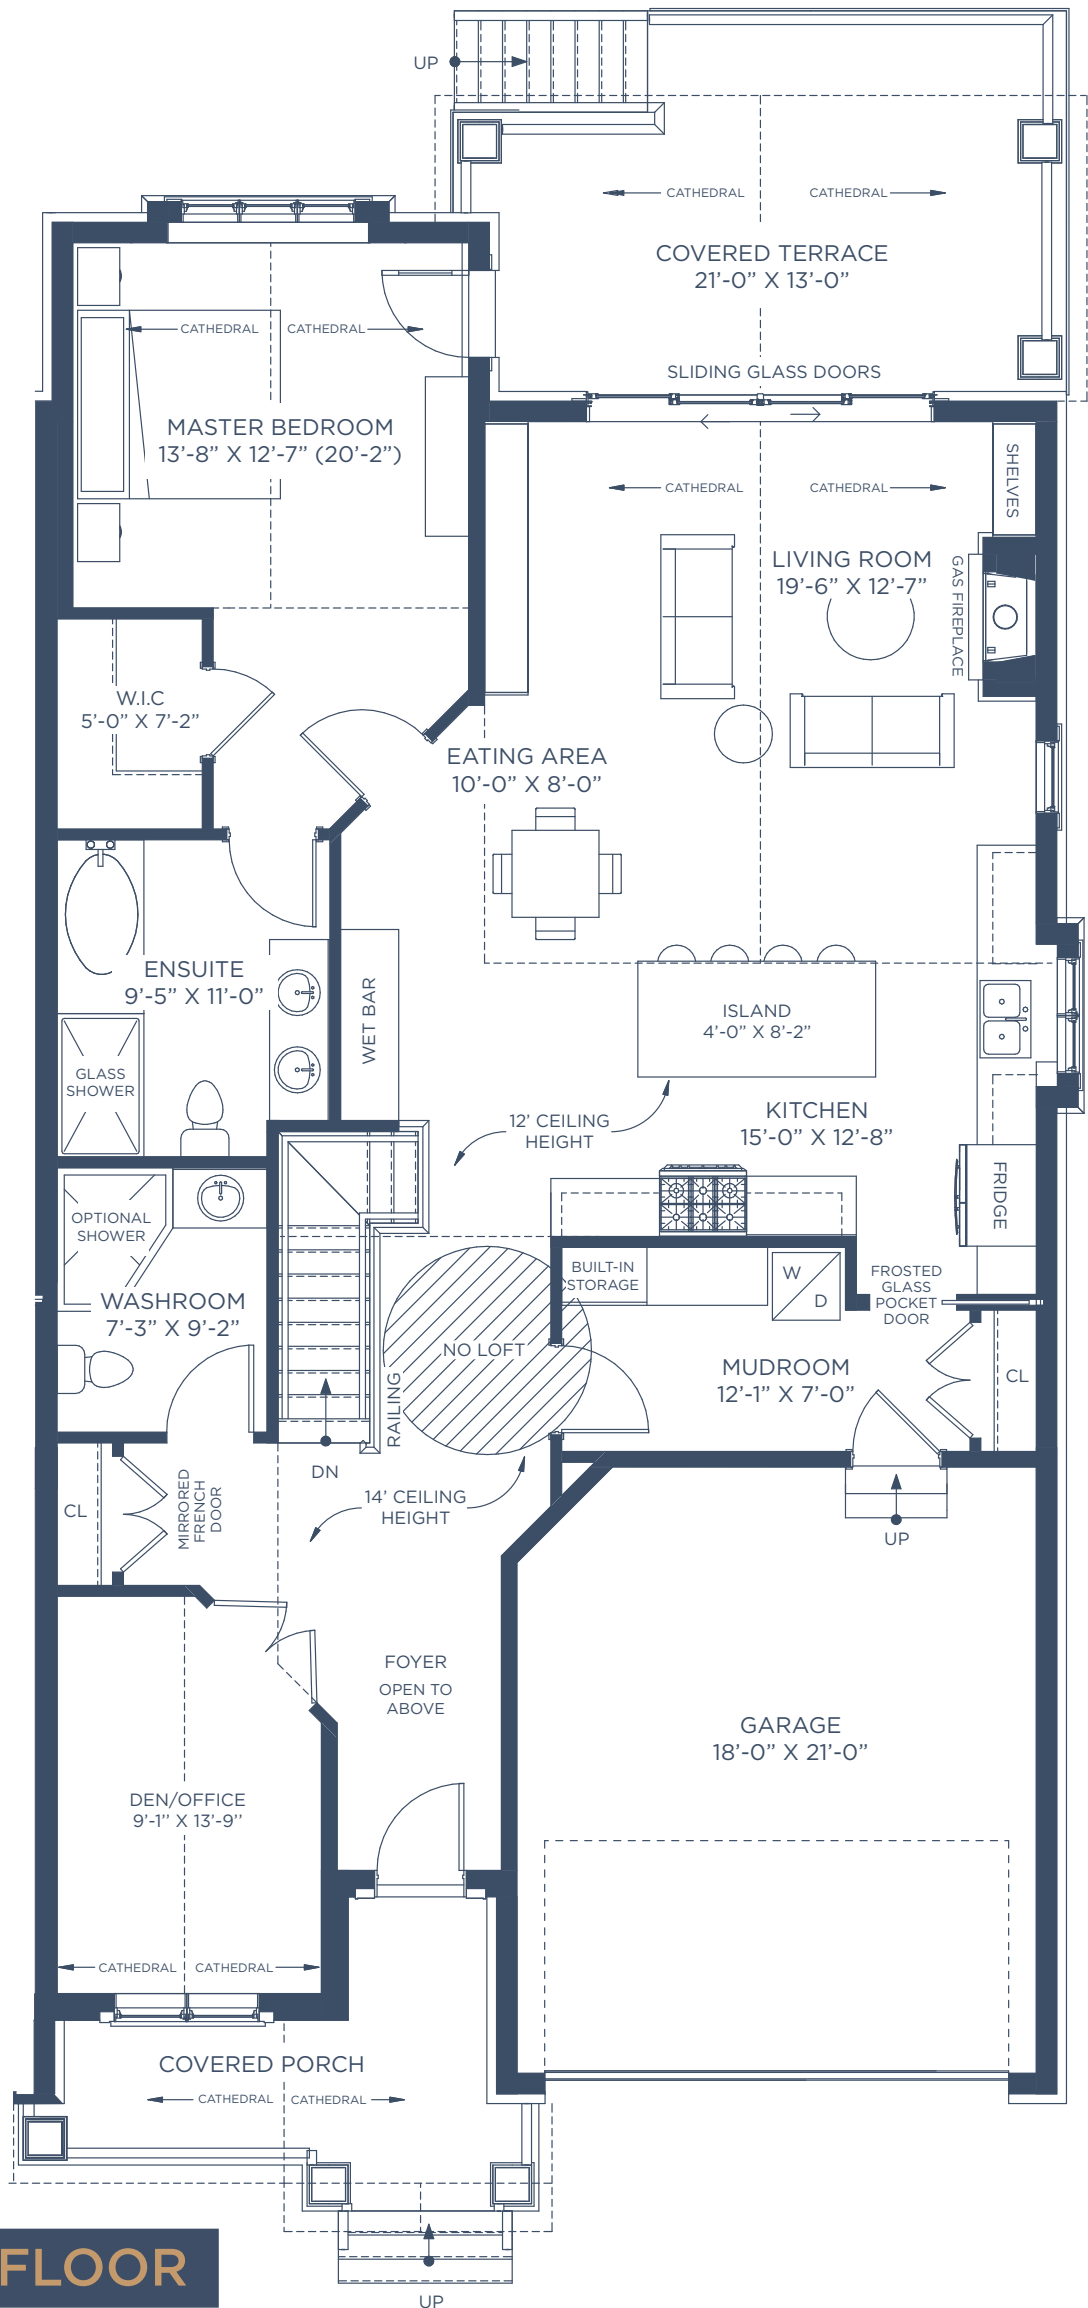 UP
CATHEDRAL CATHEDRAL
COVERED TERRACE
21'-0” X 13'-0”
CATHEDRAL CATHEDRAL
SLIDING GLASS DOORS
MASTER BEDROOM
13'-8” X 12'-7” (20'-2”)
SHELVES
CATHEDRAL CATHEDRAL
LIVING ROOM
19'-6” X 12'-7”
GAS FIREPLACE
W.I.C
5'-0” X 7'-2”
EATING AREA
10'-0” X 8'-0”
ENSUITE
9'-5” X 11'-0”
WET BAR
ISLAND
4'-0” X 8'-2”
GLASS
SHOWER
12' CEILING
HEIGHT
KITCHEN
15'-0” X 12'-8”
FRIDGE
OPTIONAL
SHOWER
BUILT-IN
STORAGE
W
D
FROSTED
GLASS
POCKET
DOOR
WASHROOM
7'-3” X 9'-2”
NO LOFT
RAILING
MUDROOM
12'-1” X 7'-0”
CL
DN
CL
MIRRORED
FRENCH
DOOR
14' CEILING
HEIGHT
UP
FOYER
OPEN TO
ABOVE
GARAGE
18'-0” X 21'-0”
DEN/OFFICE
9'-1’’ X 13'-9’’
CATHEDRAL CATHEDRAL
COVERED PORCH
CATHEDRAL CATHEDRAL
FLOOR
UP